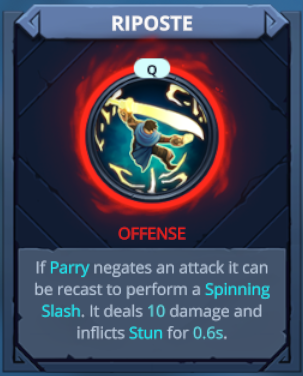 RIPOSTE
Q
OFFENSE
If Parry negates an attack it can
be recast to perform a Spinning
Slash. It deals 10 damage and
inflicts Stun for 0.6s.